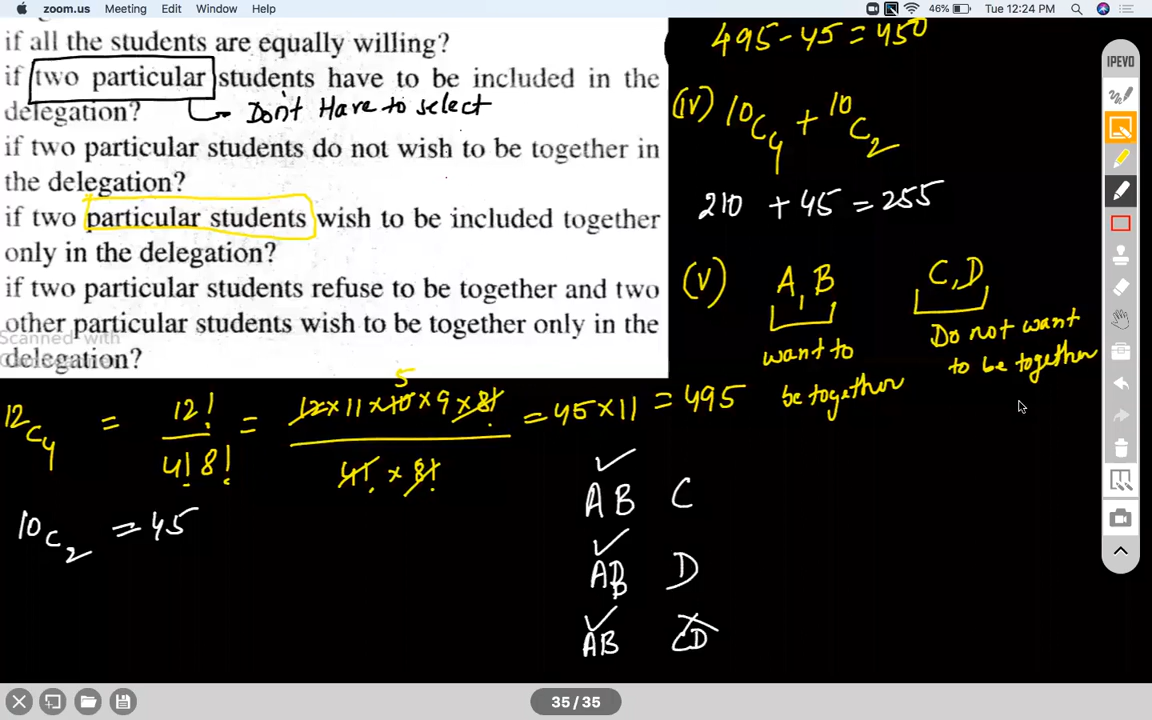 zoom.us Meeting Edit Window Help 46% Tue 12:24 PM
if all the students are equally willing?
if two particular students have to be included in the
delegation?
Don't Have to select
if two particular students do not wish to be together in
the delegation?
if two particular students wish to be included together
only in the delegation?
if two particular students refuse to be together and two
other particular students wish to be together only in the
Scanned with
delegation?
495-45=450
(IV) 10C4 + 10C2
210 + 45 = 255
(V) A, B C, D
want to
be together
Do not want
to be together
12C4 = 12! / 4! 8! = 12×11×10×9×8! / 4! × 8! = 45×11 = 495
5
10C2 = 45
✓
AB C
✓
AB D
✓
AB CD
IPEVO
35/35